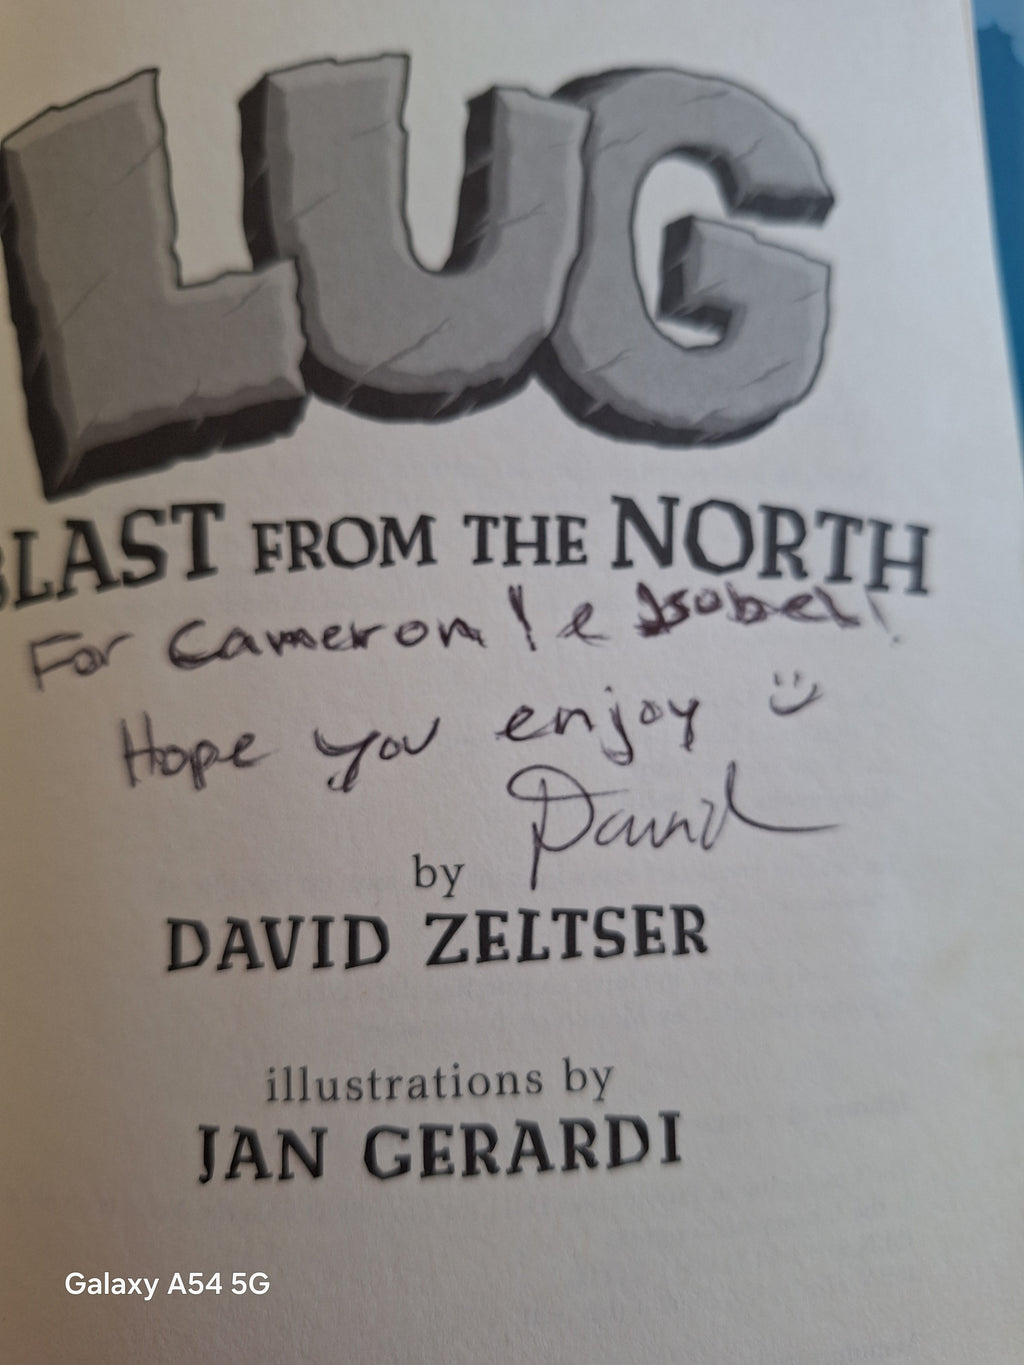 LUG
BLAST FROM THE NORTH
For Cameron! & Isobel!
Hope you enjoy :)
David
by
DAVID ZELTSER
illustrations by
JAN GERARDI
Galaxy A54 5G